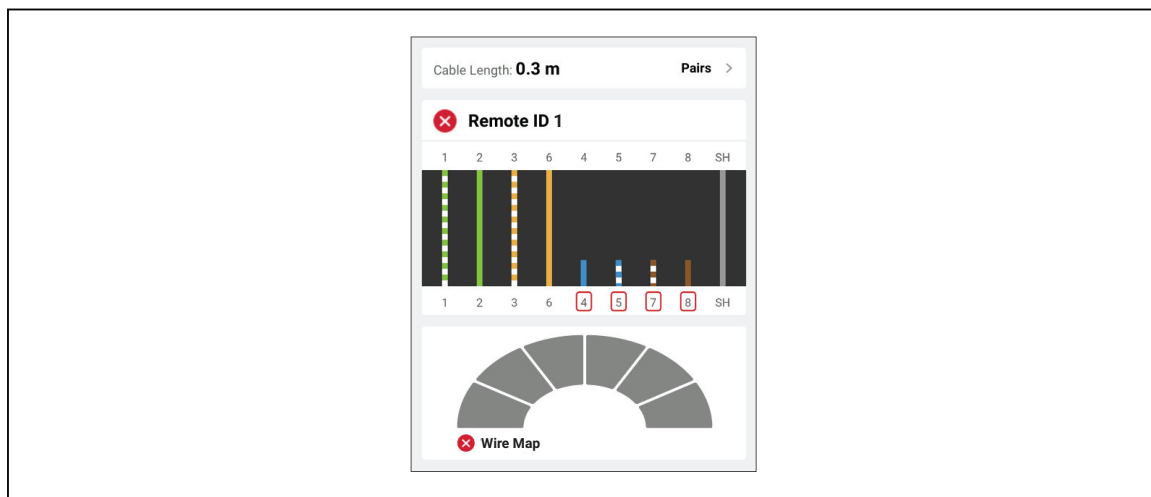 Cable Length: 0.3 m Pairs >
Remote ID 1
1 2 3 6 4 5 7 8 SH
1 2 3 6 4 5 7 8 SH
Wire Map